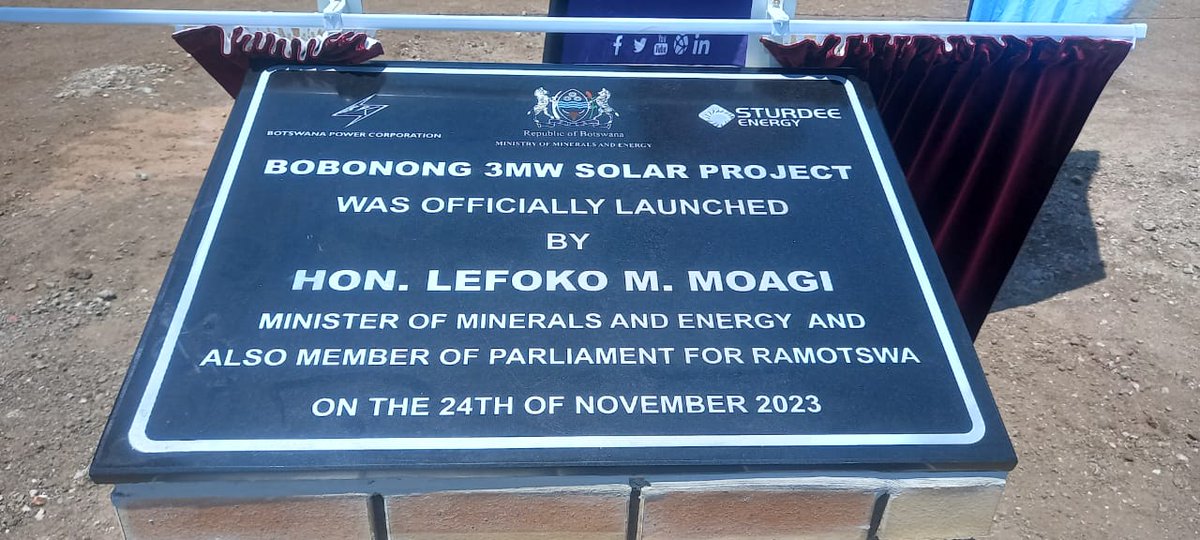 BOTSWANA POWER CORPORATION
Republic of Botswana
MINISTRY OF MINERALS AND ENERGY
STURDEE
ENERGY
BOBONONG 3MW SOLAR PROJECT
WAS OFFICIALLY LAUNCHED
BY
HON. LEFOKO M. MOAGI
MINISTER OF MINERALS AND ENERGY AND
ALSO MEMBER OF PARLIAMENT FOR RAMOTSWA
ON THE 24TH OF NOVEMBER 2023